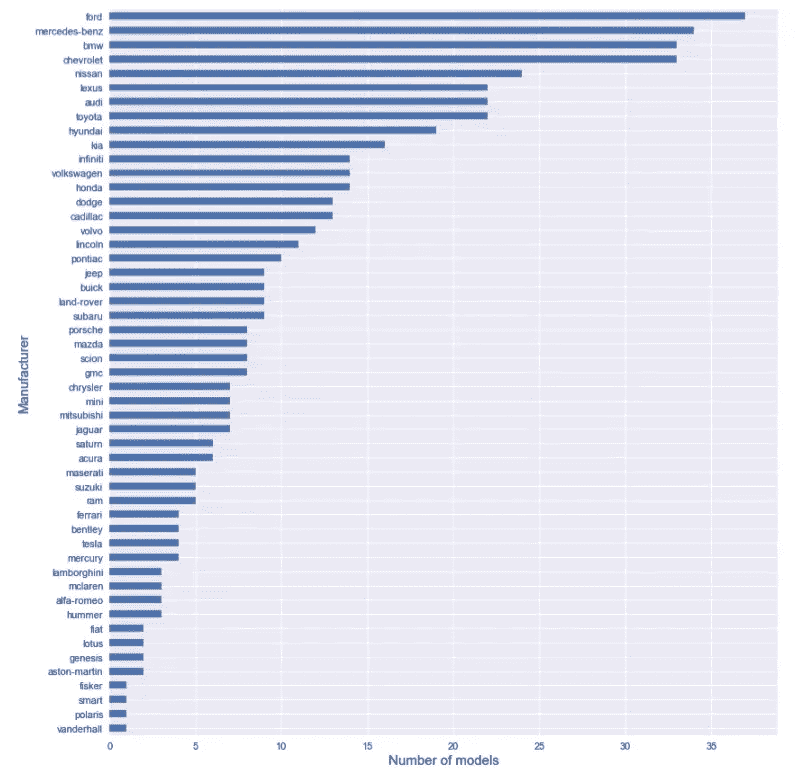 ford
mercedes-benz
bmw
chevrolet
nissan
lexus
audi
toyota
hyundai
kia
infiniti
volkswagen
honda
dodge
cadillac
volvo
lincoln
pontiac
jeep
buick
land-rover
subaru
porsche
mazda
scion
gmc
chrysler
mini
mitsubishi
jaguar
saturn
acura
maserati
suzuki
ram
ferrari
bentley
tesla
mercury
lamborghini
mclaren
alfa-romeo
hummer
fiat
lotus
genesis
aston-martin
fisker
smart
polaris
vanderhall
Manufacturer
0 5 10 15 20 25 30 35
Number of models